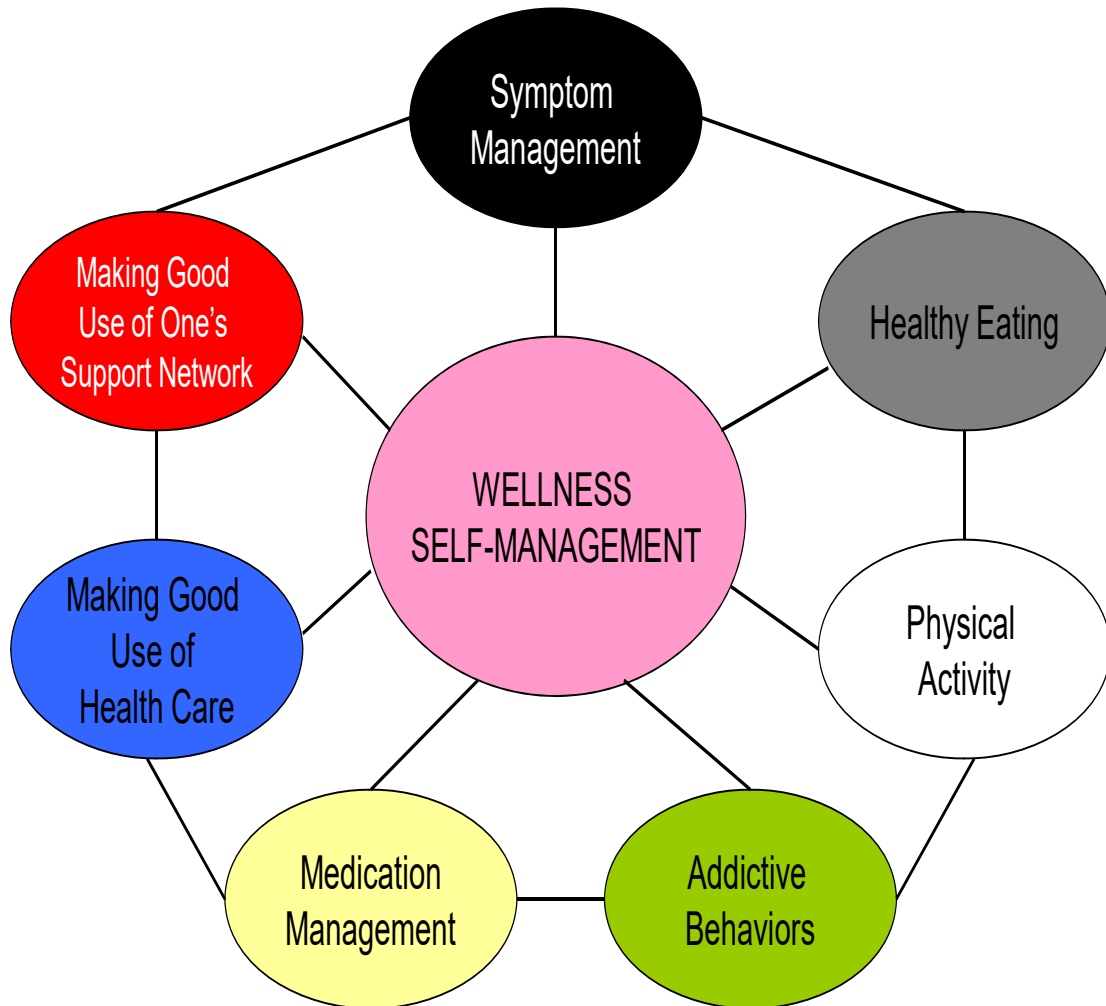 Symptom
Management
Making Good
Use of One’s
Support Network
Healthy Eating
WELLNESS
SELF-MANAGEMENT
Making Good
Use of
Health Care
Physical
Activity
Medication
Management
Addictive
Behaviors